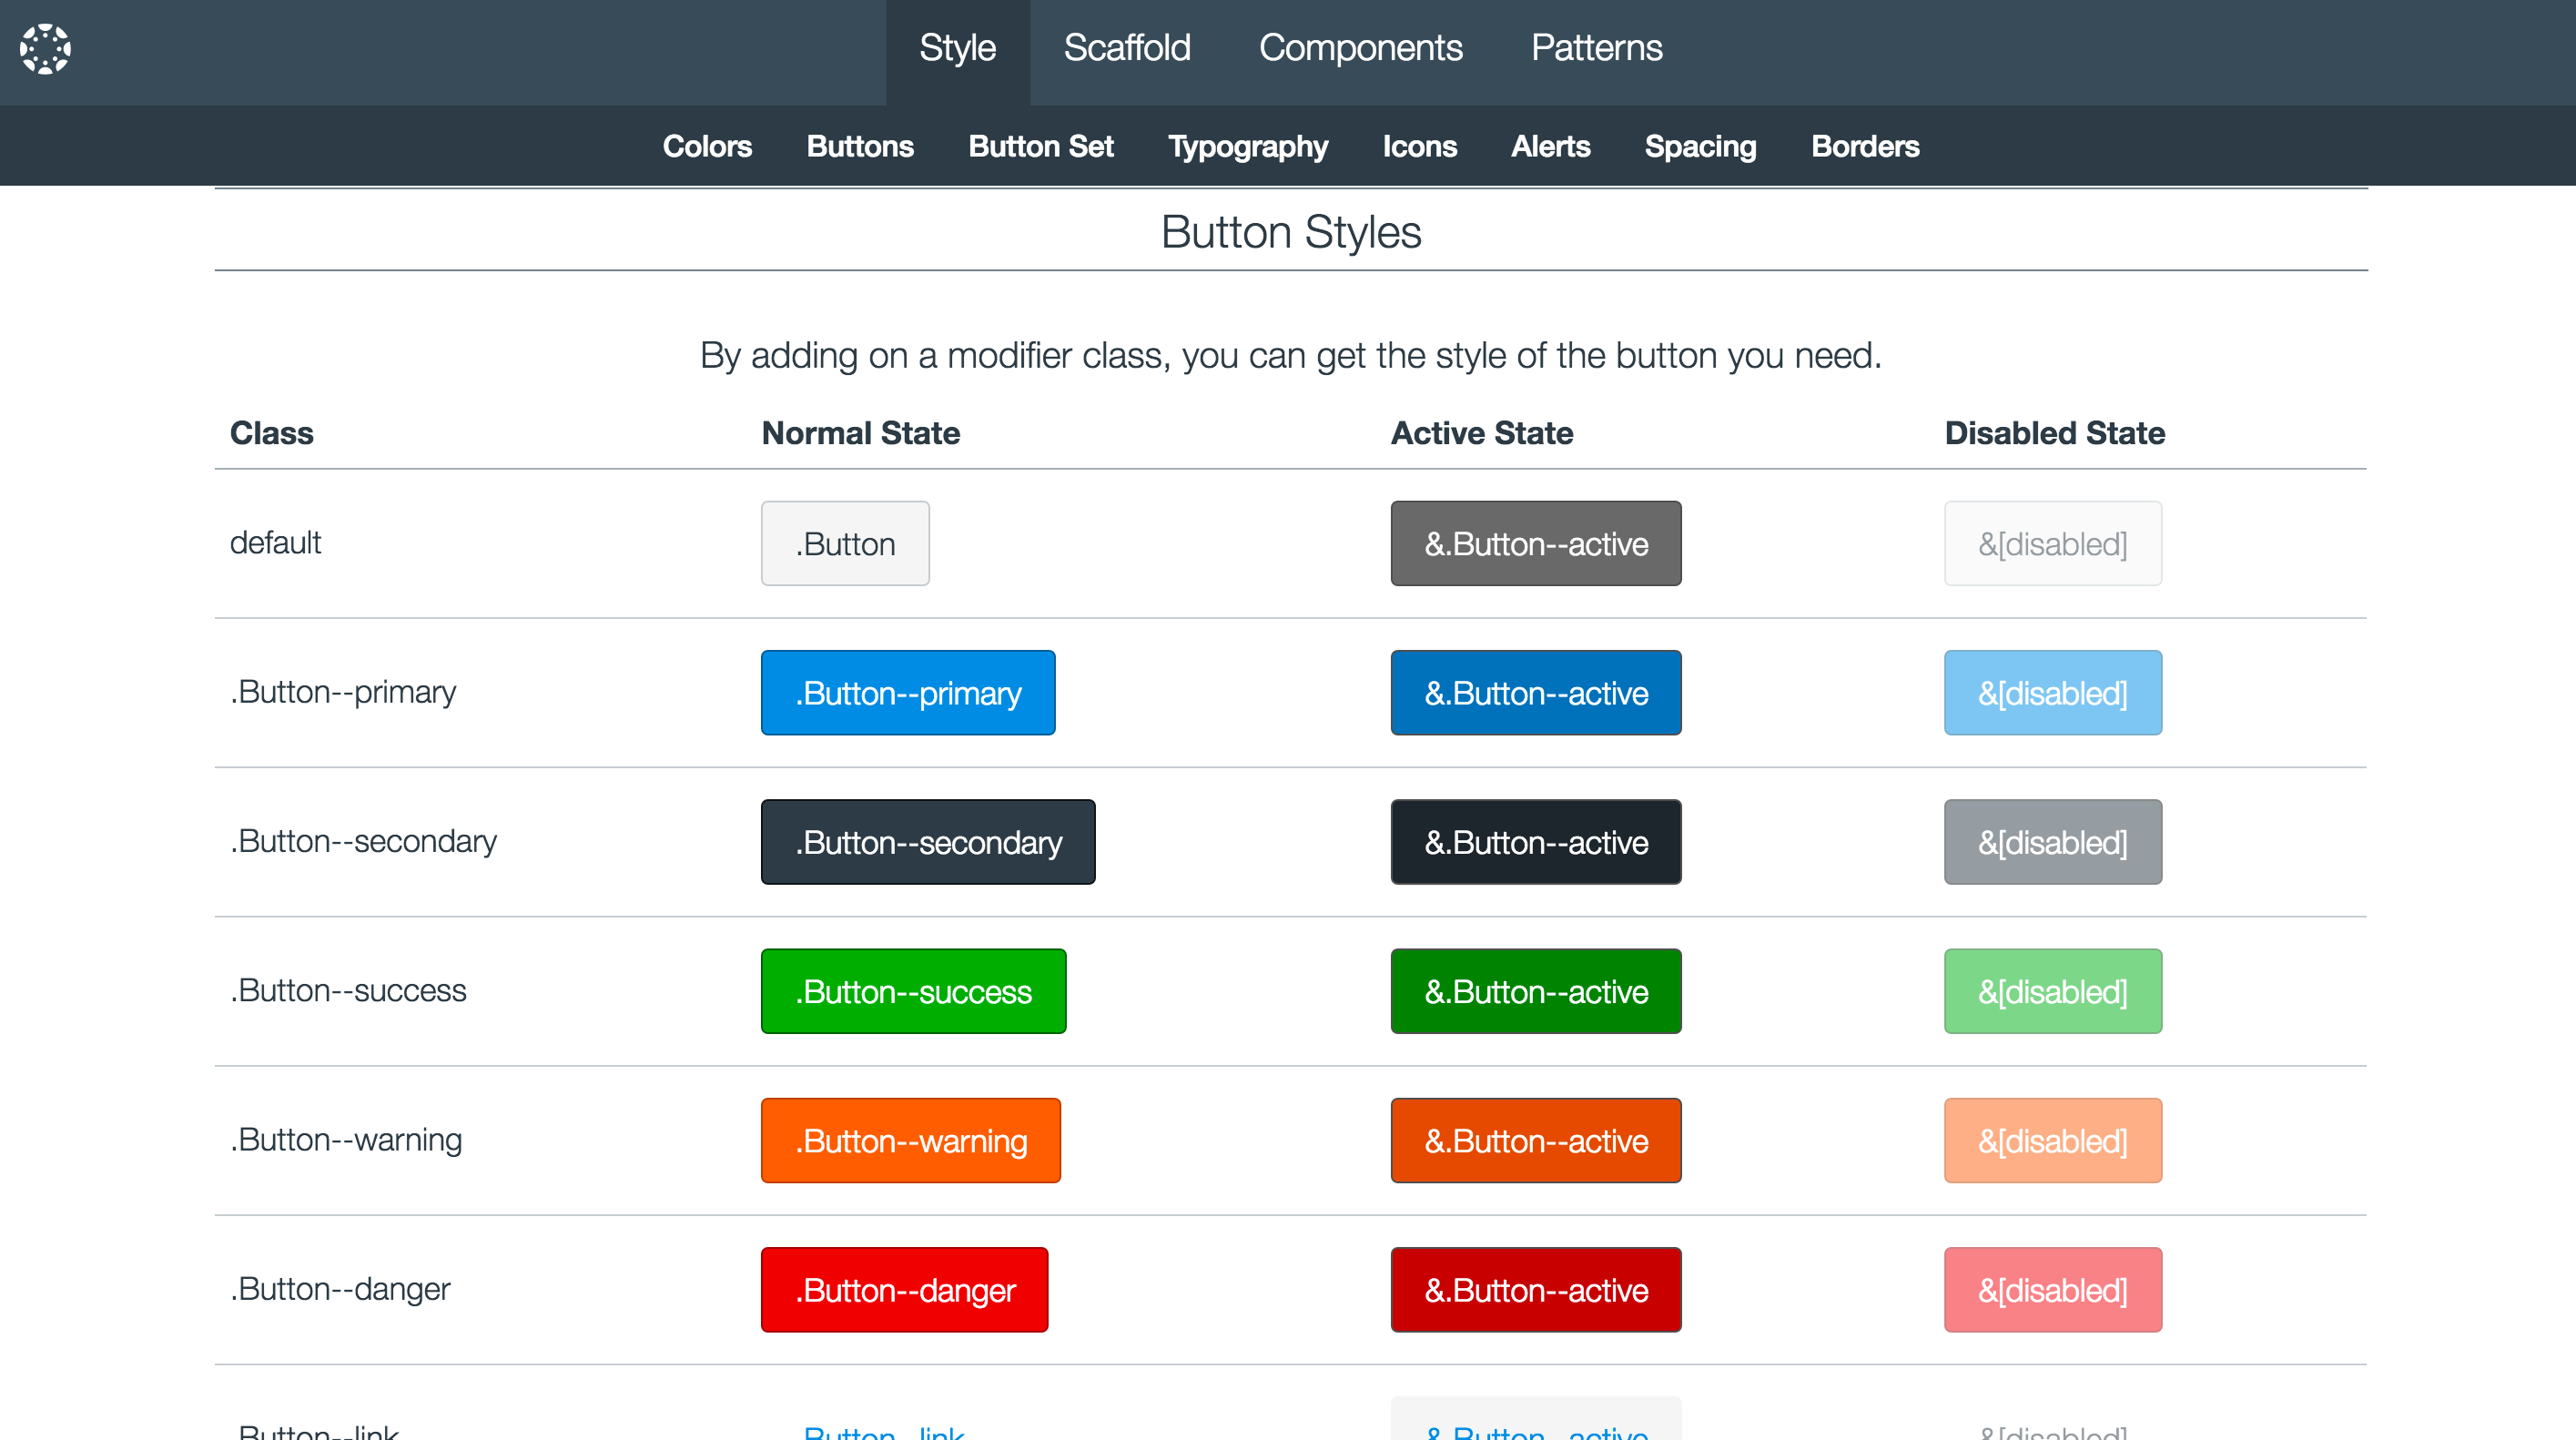 Style Scaffold Components Patterns
Colors Buttons Button Set Typography Icons Alerts Spacing Borders
Button Styles
By adding on a modifier class, you can get the style of the button you need.
Class Normal State Active State Disabled State
default .Button &.Button--active &[disabled]
.Button--primary .Button--primary &.Button--active &[disabled]
.Button--secondary .Button--secondary &.Button--active &[disabled]
.Button--success .Button--success &.Button--active &[disabled]
.Button--warning .Button--warning &.Button--active &[disabled]
.Button--danger .Button--danger &.Button--active &[disabled]
.Button--link .Button--link &.Button--active &[disabled]